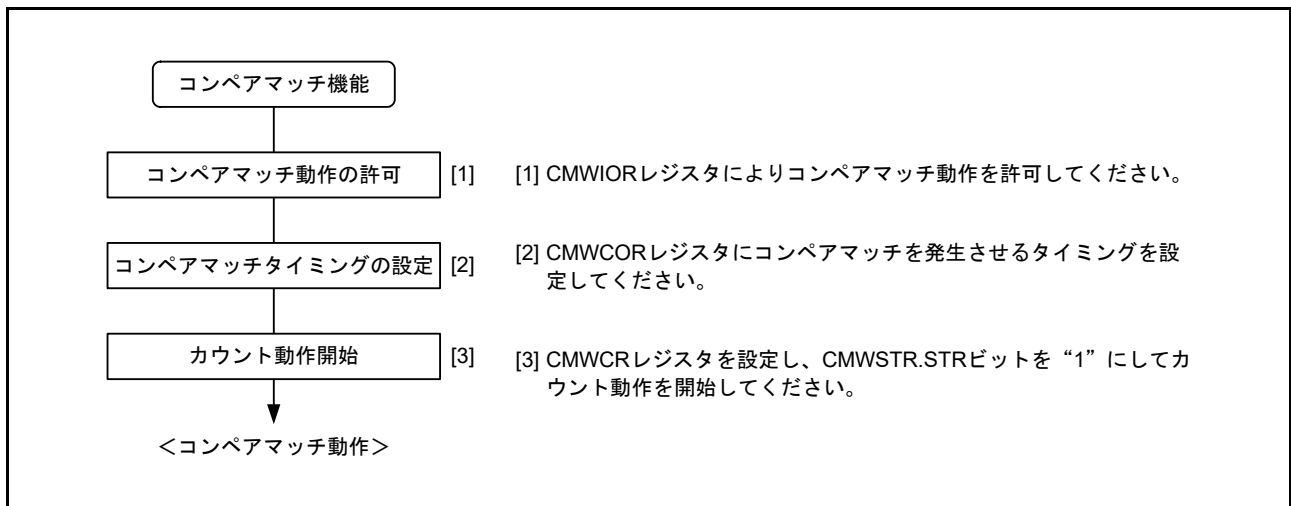 コンペアマッチ機能
コンペアマッチ動作の許可 [1] [1] CMWIORレジスタによりコンペアマッチ動作を許可してください。
コンペアマッチタイミングの設定 [2] [2] CMWCORレジスタにコンペアマッチを発生させるタイミングを設
定してください。
カウント動作開始 [3] [3] CMWCRレジスタを設定し、CMWSTR.STRビットを“1”にしてカ
ウント動作を開始してください。
＜コンペアマッチ動作＞